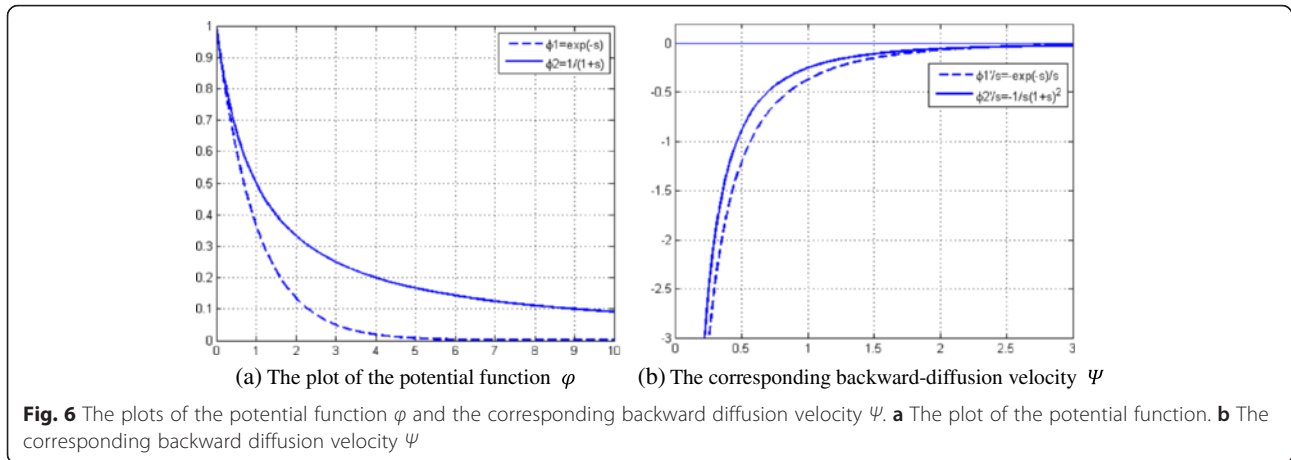 1
0.9
0.8
0.7
0.6
0.5
0.4
0.3
0.2
0.1
0
0 1 2 3 4 5 6 7 8 9 10
ϕ1=exp(-s)
ϕ2=1/(1+s)
(a) The plot of the potential function φ
0
-0.5
-1
-1.5
-2
-2.5
-3
0 0.5 1 1.5 2 2.5 3
ϕ1'/s=-exp(-s)/s
ϕ2'/s=-1/s(1+s)^2
(b) The corresponding backward-diffusion velocity Ψ
Fig. 6 The plots of the potential function φ and the corresponding backward diffusion velocity Ψ. a The plot of the potential function. b The
corresponding backward diffusion velocity Ψ